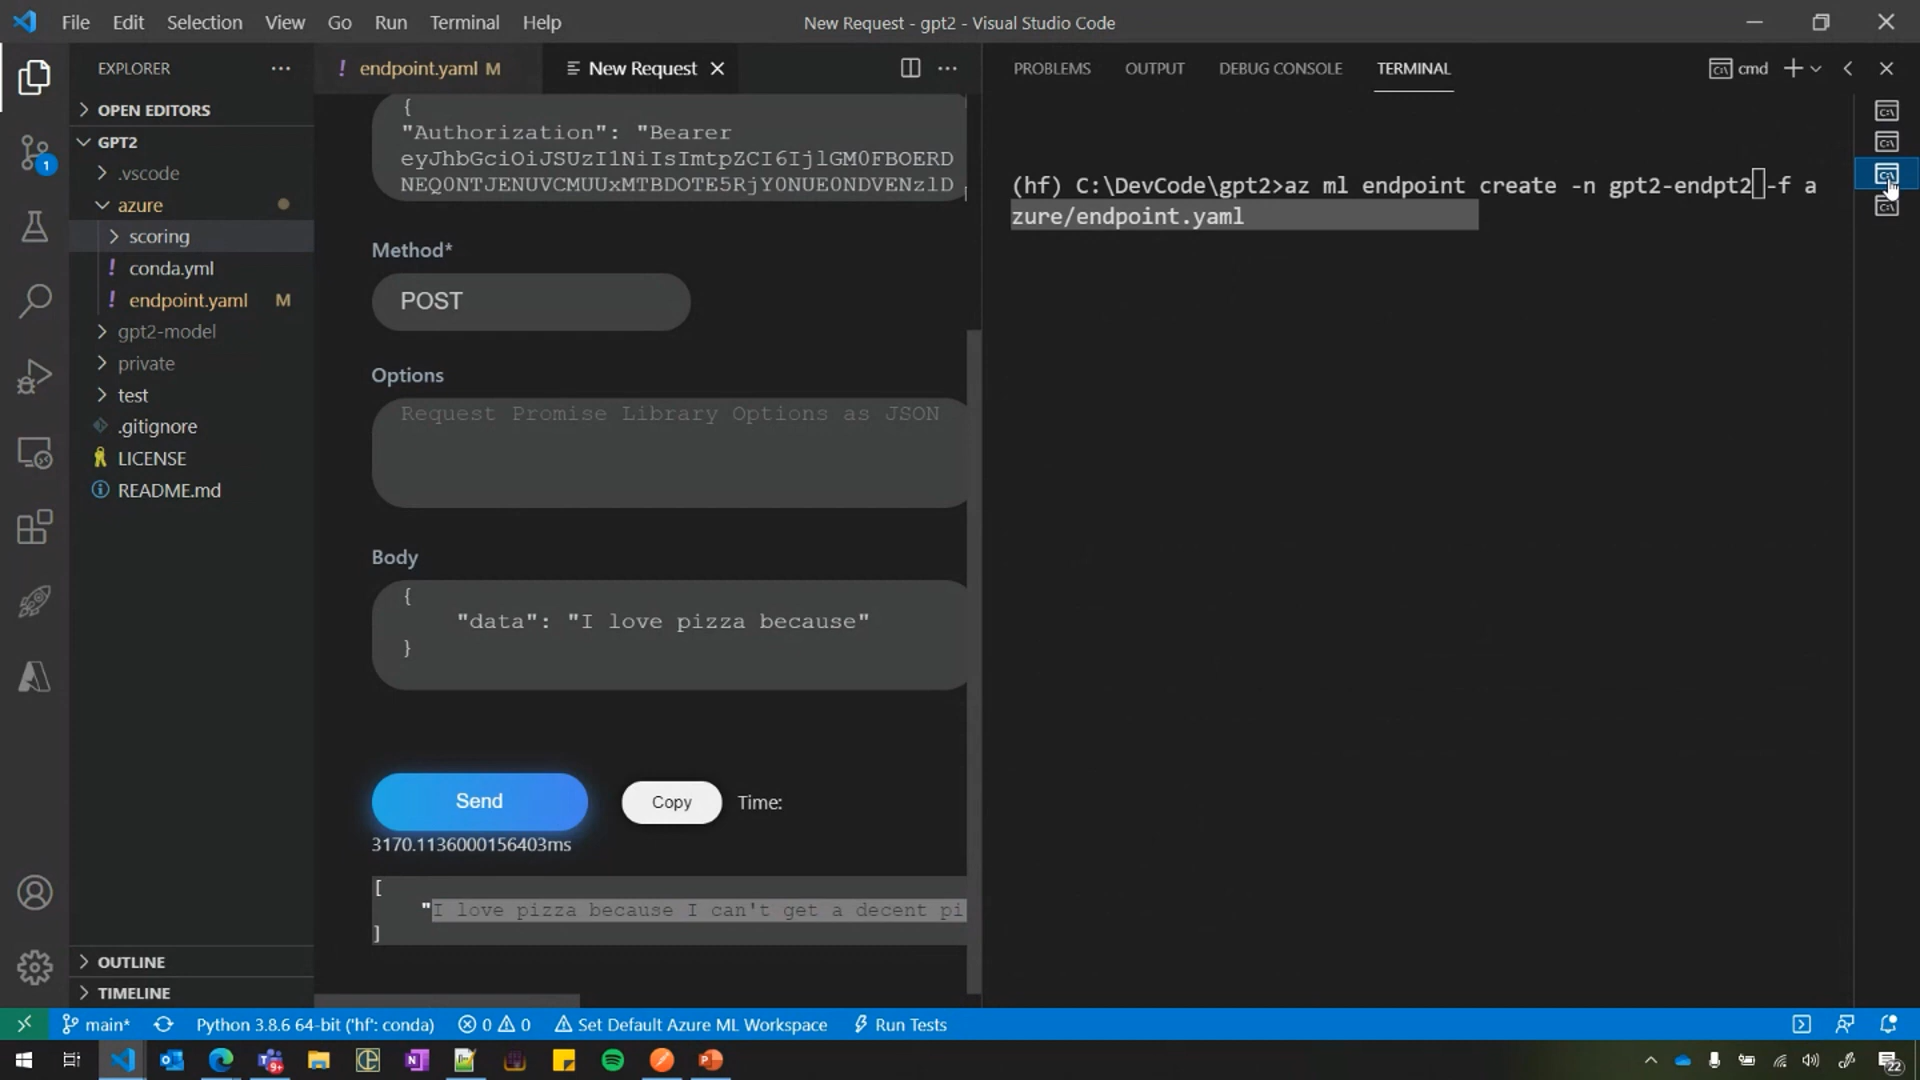 File Edit Selection View Go Run Terminal Help
New Request - gpt2 - Visual Studio Code
EXPLORER
OPEN EDITORS
GPT2
.vscode
azure
scoring
conda.yml
endpoint.yaml M
gpt2-model
private
test
.gitignore
LICENSE
README.md
OUTLINE
TIMELINE
1
endpoint.yaml M
New Request
{
"Authorization": "Bearer
eyJhbGciOiJSUzI1NiIsImtpZCI6IjlGM0FBOERD
NEQ0NTJENUVCMUUxMTBDOTE5RjY0NUE0NDVENzlD
Method*
POST
Options
Request Promise Library Options as JSON
Body
{
"data": "I love pizza because"
}
Send
Copy
Time:
3170.1136000156403ms
[
"I love pizza because I can't get a decent pi
]
PROBLEMS OUTPUT DEBUG CONSOLE TERMINAL
cmd
(hf) C:\DevCode\gpt2>az ml endpoint create -n gpt2-endpt2 -f a
zure/endpoint.yaml
main* Python 3.8.6 64-bit ('hf': conda) 0 0 Set Default Azure ML Workspace Run Tests
9+
22